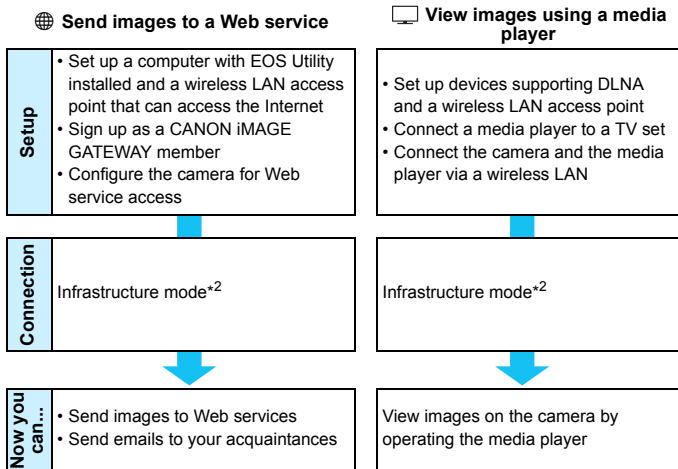 Send images to a Web service
View images using a media
player
Setup
• Set up a computer with EOS Utility
installed and a wireless LAN access
point that can access the Internet
• Sign up as a CANON iMAGE
GATEWAY member
• Configure the camera for Web
service access
• Set up devices supporting DLNA
and a wireless LAN access point
• Connect a media player to a TV set
• Connect the camera and the media
player via a wireless LAN
Connection
Infrastructure mode*2
Infrastructure mode*2
Now you
can...
• Send images to Web services
• Send emails to your acquaintances
View images on the camera by
operating the media player